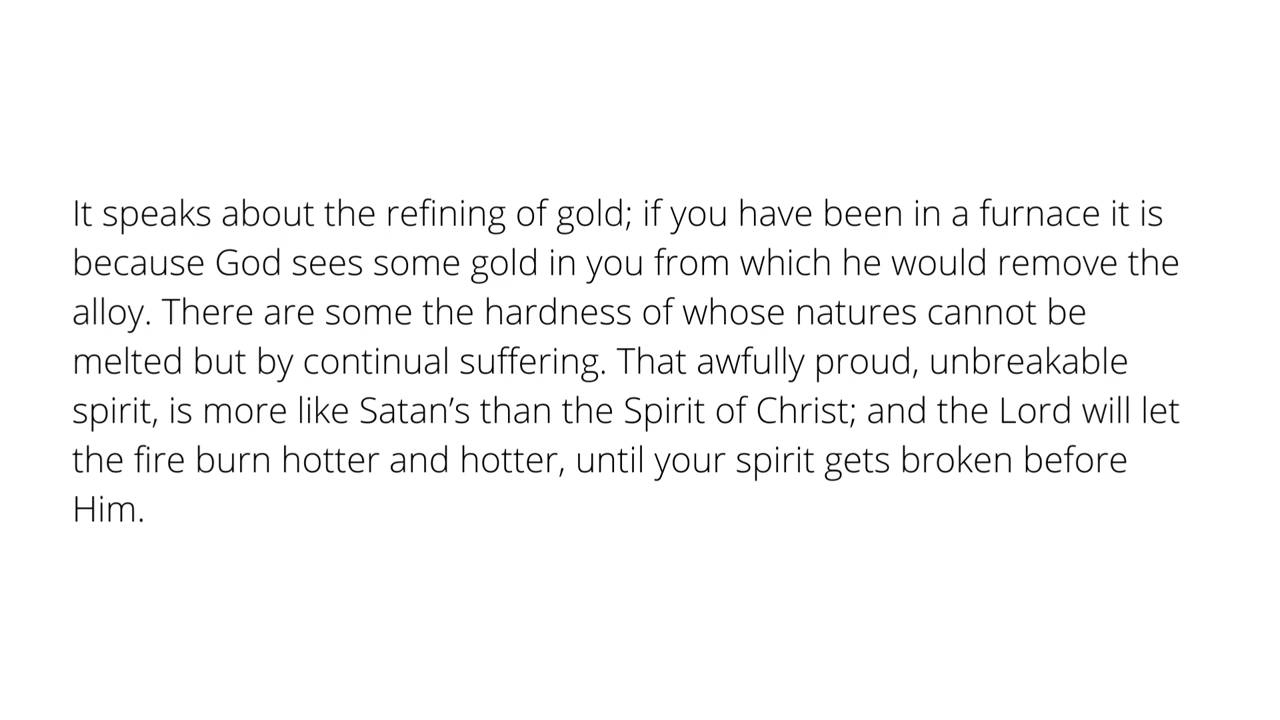 It speaks about the refining of gold; if you have been in a furnace it is
because God sees some gold in you from which he would remove the
alloy. There are some the hardness of whose natures cannot be
melted but by continual suffering. That awfully proud, unbreakable
spirit, is more like Satan’s than the Spirit of Christ; and the Lord will let
the fire burn hotter and hotter, until your spirit gets broken before
Him.